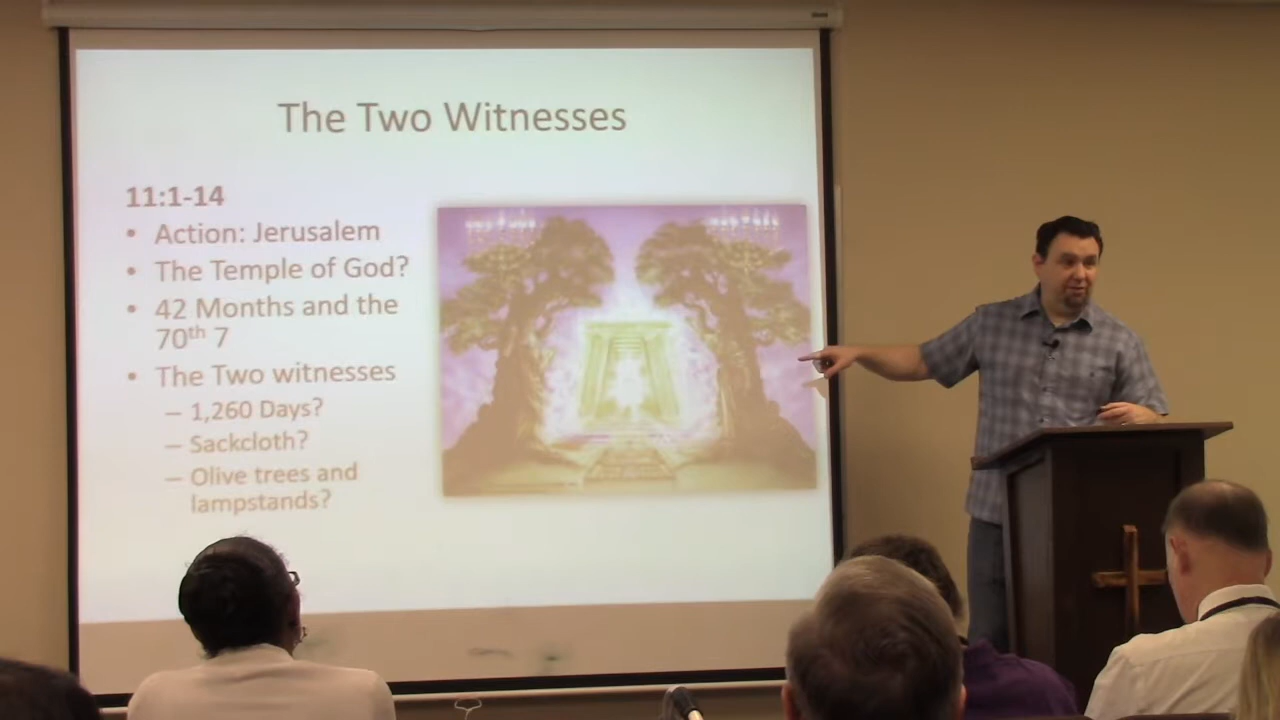 The Two Witnesses
11:1-14
• Action: Jerusalem
• The Temple of God?
• 42 Months and the
70th 7
• The Two witnesses
– 1,260 Days?
– Sackcloth?
– Olive trees and
lampstands?